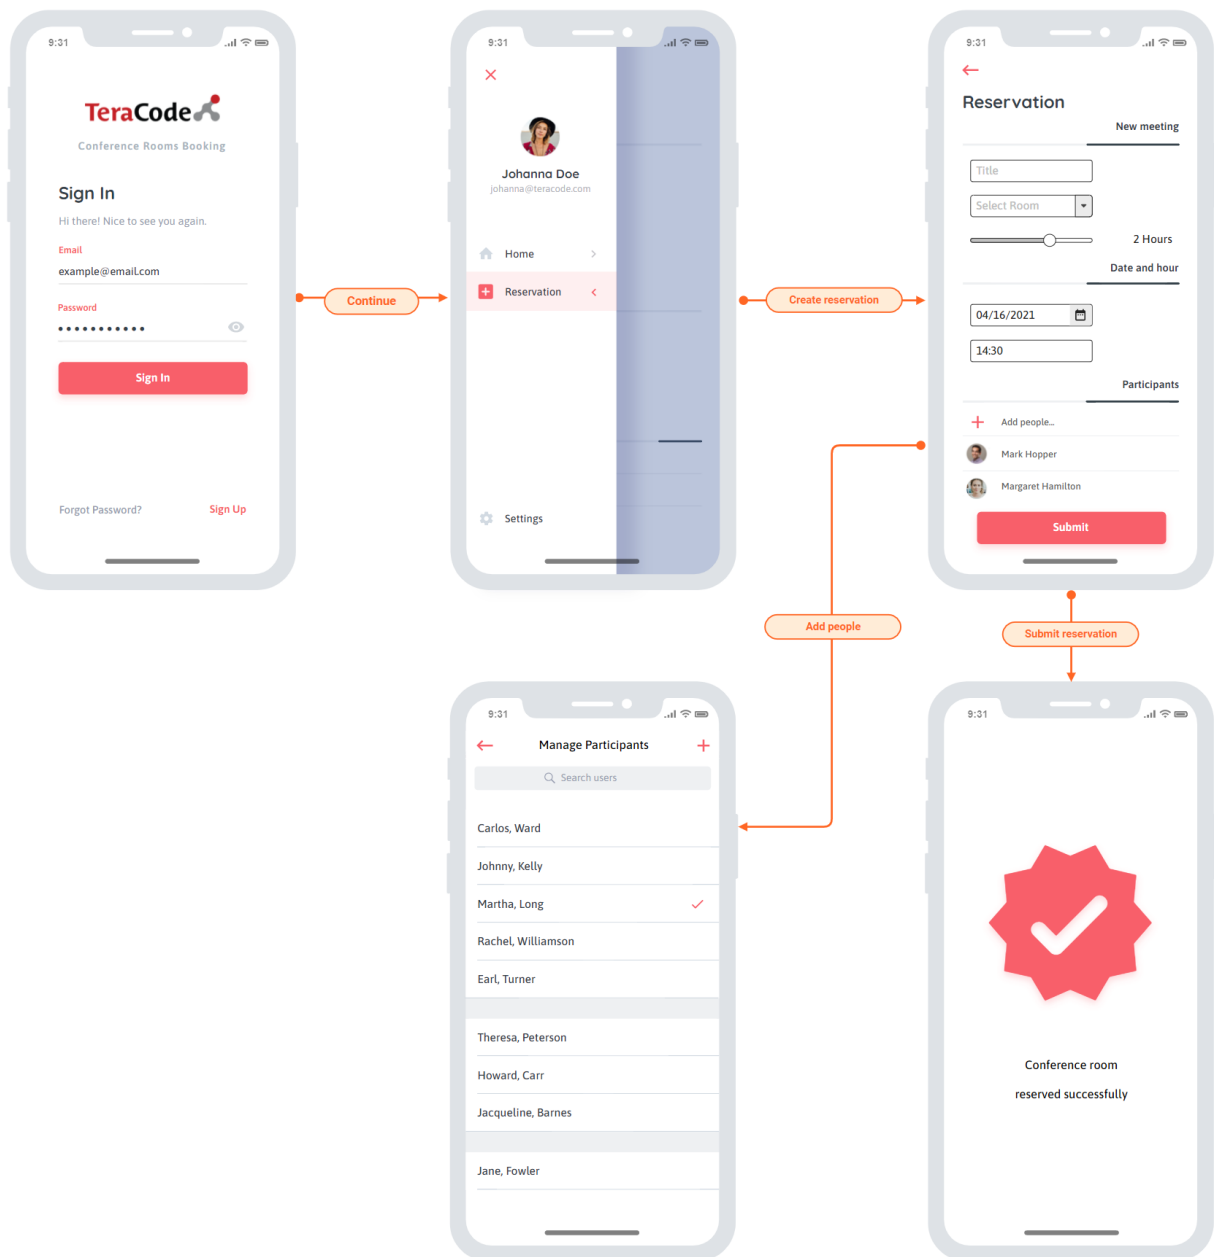 9:31
TeraCode
Conference Rooms Booking
Sign In
Hi there! Nice to see you again.
Email
example@email.com
Password
Sign In
Forgot Password?
Sign Up
Continue
9:31
Johanna Doe
johanna@teracode.com
Home
Reservation
Settings
Create reservation
9:31
Reservation
New meeting
Title
Select Room
2 Hours
Date and hour
04/16/2021
14:30
Participants
Add people...
Mark Hopper
Margaret Hamilton
Submit
Add people
Submit reservation
9:31
Manage Participants
Search users
Carlos, Ward
Johnny, Kelly
Martha, Long
Rachel, Williamson
Earl, Turner
Theresa, Peterson
Howard, Carr
Jacqueline, Barnes
Jane, Fowler
9:31
Conference room
reserved successfully